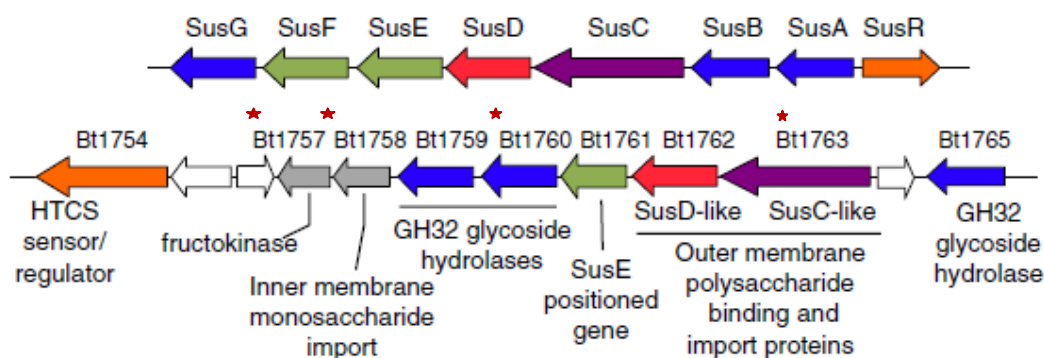 SusG SusF SusE SusD SusC SusB SusA SusR
Bt1754 Bt1757 Bt1758 Bt1759 Bt1760 Bt1761 Bt1762 Bt1763 Bt1765
HTCS
sensor/
regulator
fructokinase
Inner membrane
monosaccharide
import
GH32 glycoside
hydrolases
SusE
positioned
gene
SusD-like SusC-like
Outer membrane
polysaccharide
binding and
import proteins
GH32
glycoside
hydrolase